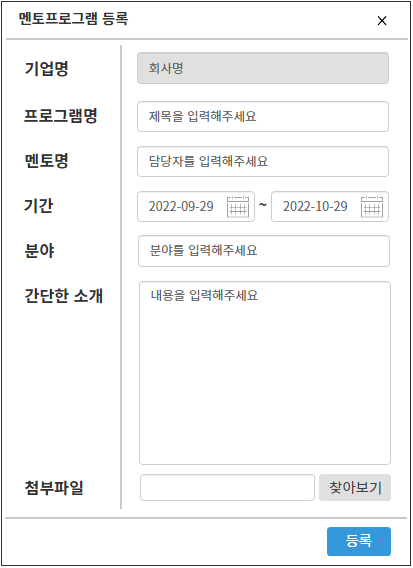 멘토프로그램 등록 ×
기업명 회사명
프로그램명 제목을 입력해주세요
멘토명 담당자를 입력해주세요
기간 2022-09-29 ~ 2022-10-29
분야 분야를 입력해주세요
간단한 소개 내용을 입력해주세요
첨부파일 찾아보기
등록